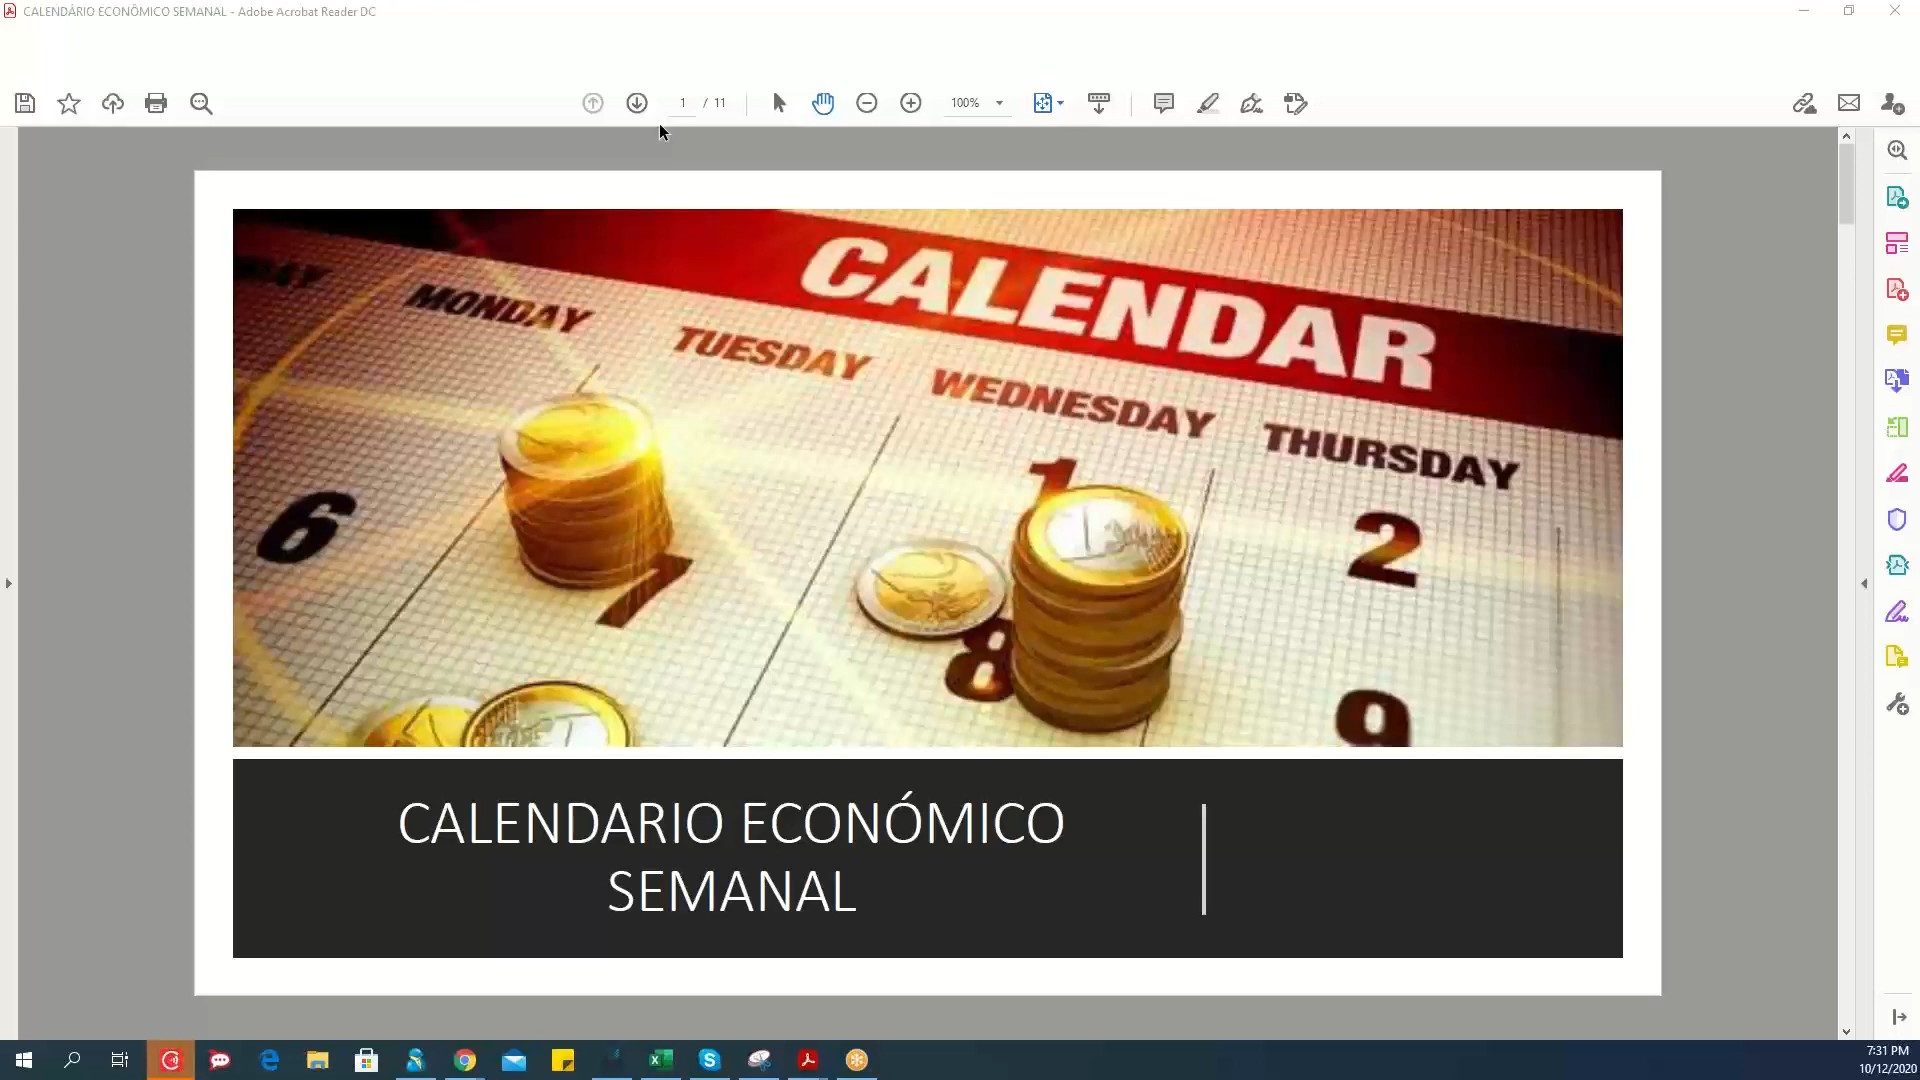 CALENDÁRIO ECONÔMICO SEMANAL - Adobe Acrobat Reader DC
1 / 11
100%
CALENDAR
MONDAY
TUESDAY
WEDNESDAY
THURSDAY
1
2
6
7
8
9
CALENDARIO ECONÓMICO
SEMANAL
7:31 PM
10/12/2020